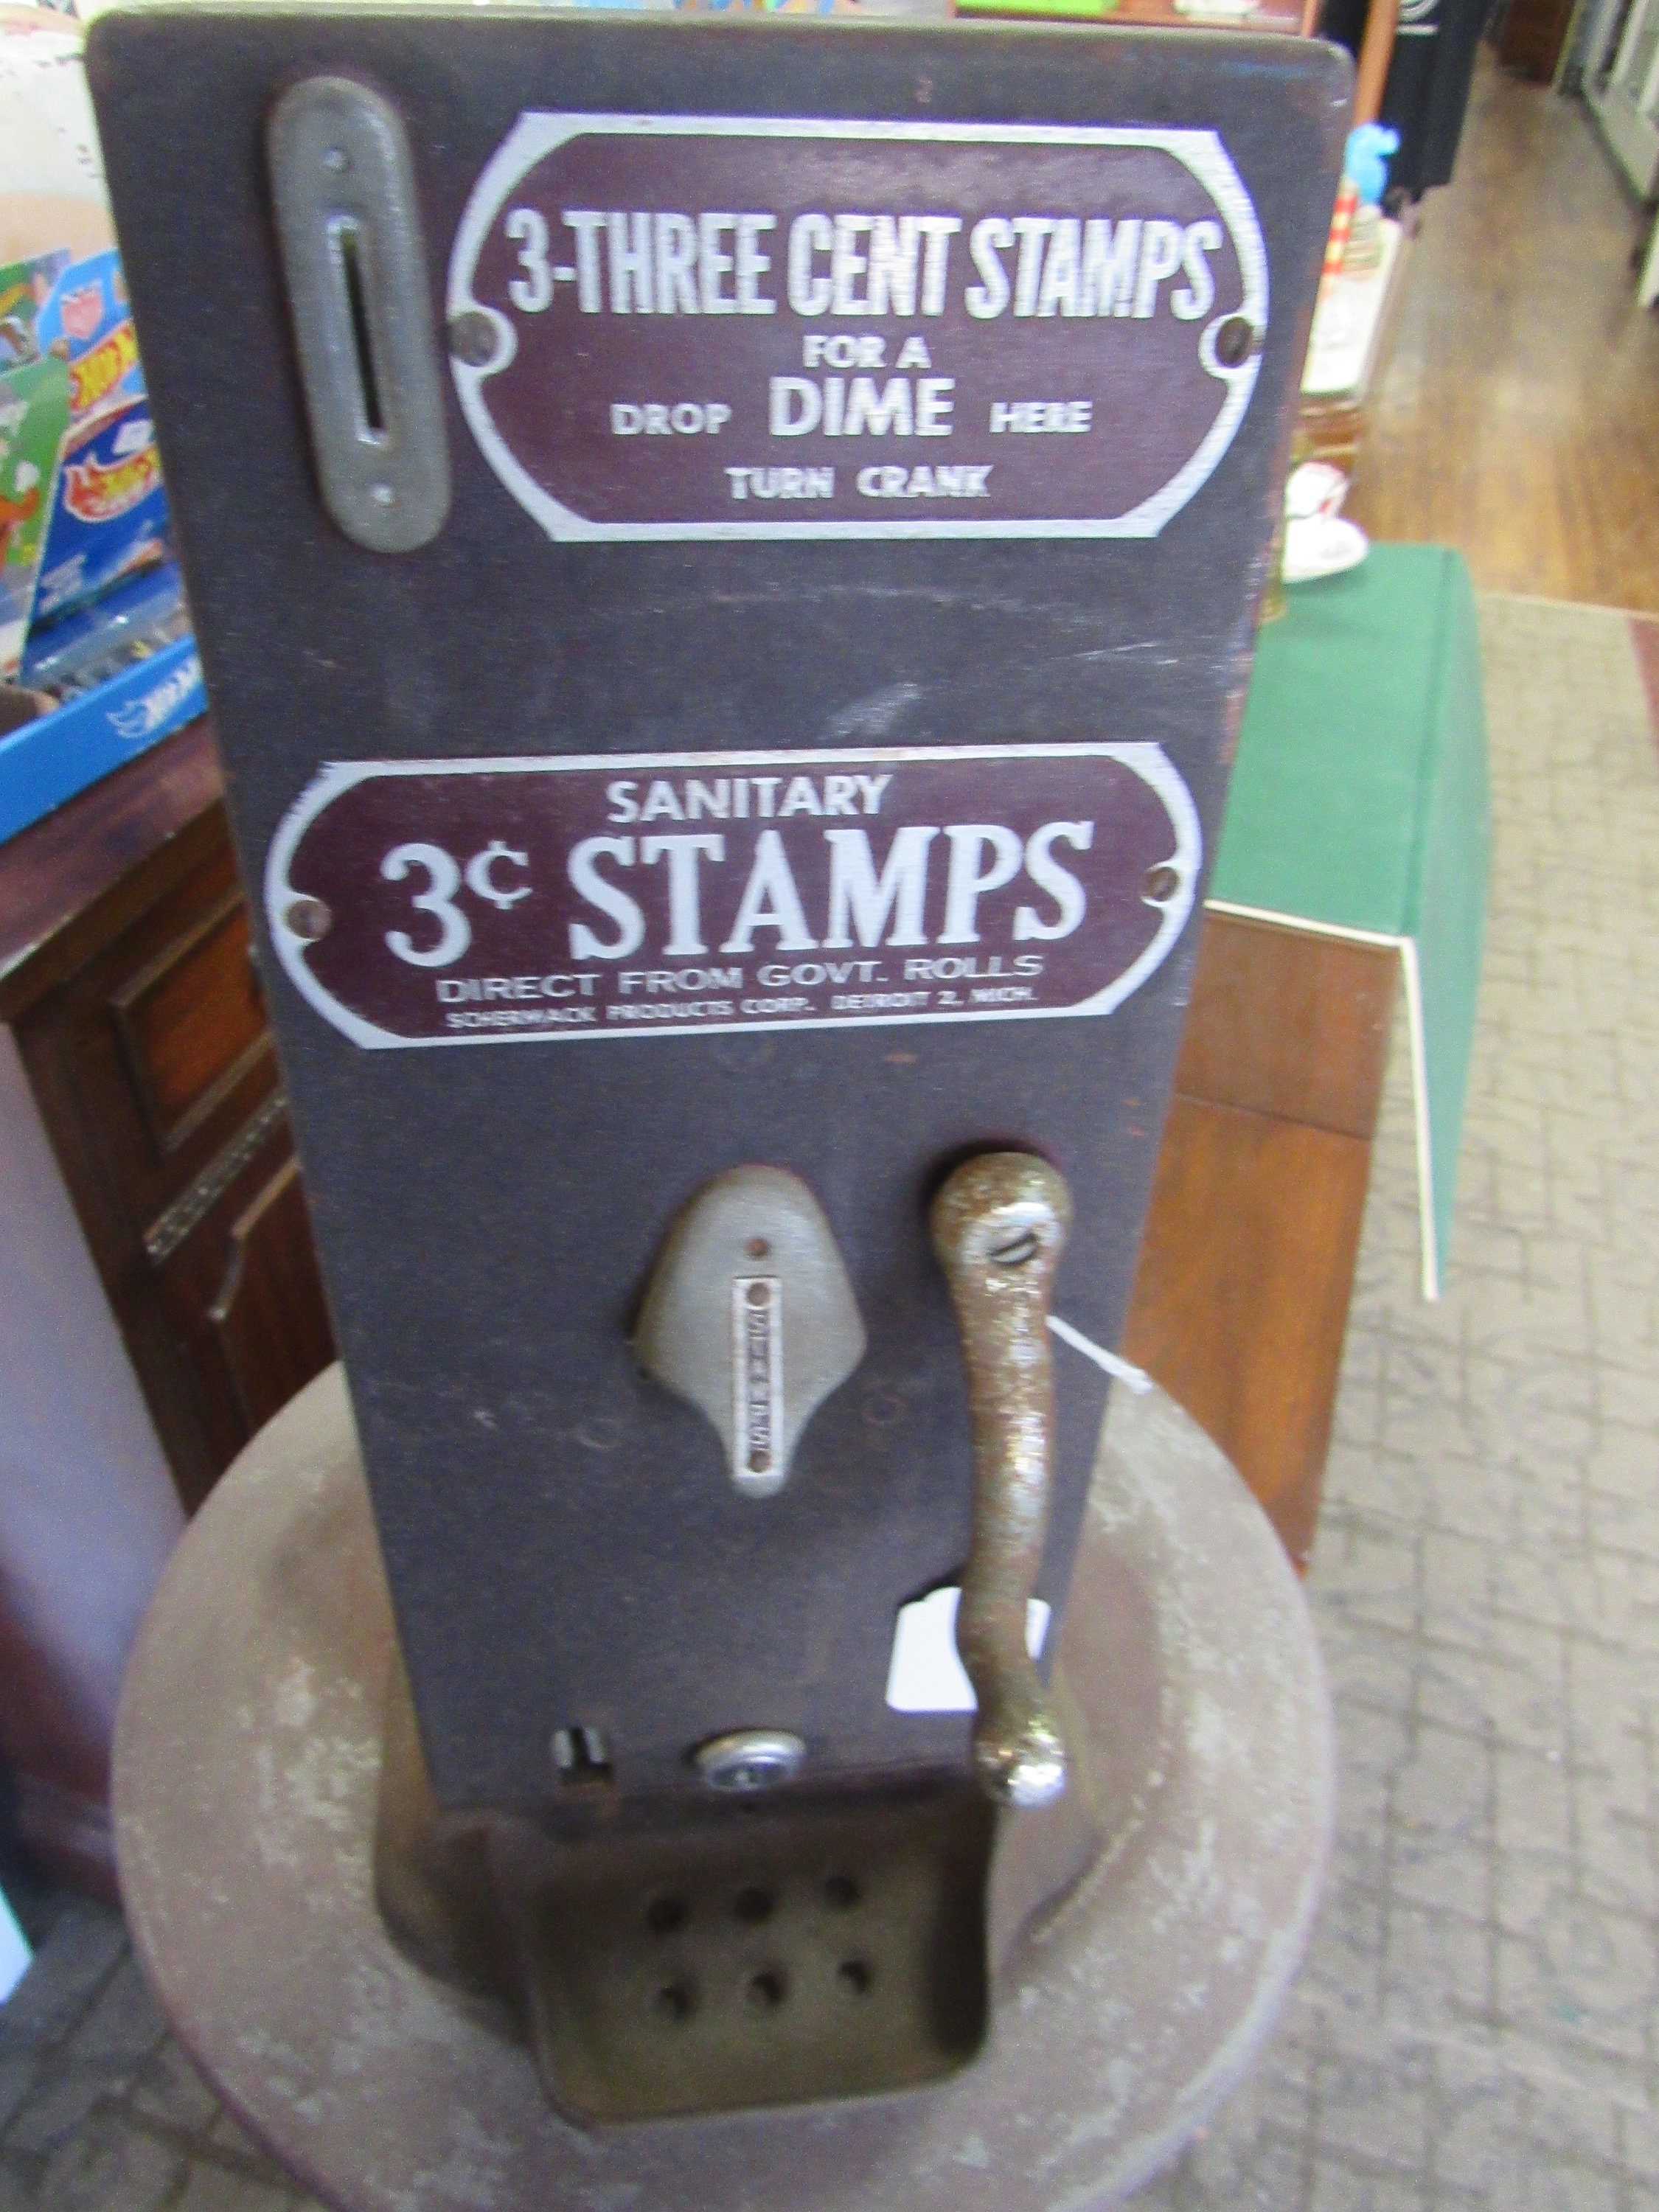 3-THREE CENT STAMPS
FOR A
DROP DIME HERE
TURN CRANK
SANITARY
3¢ STAMPS
DIRECT FROM GOVT. ROLLS
SCHERMACK PRODUCTS CORP. DETROIT 2, MICH.
STAMPS